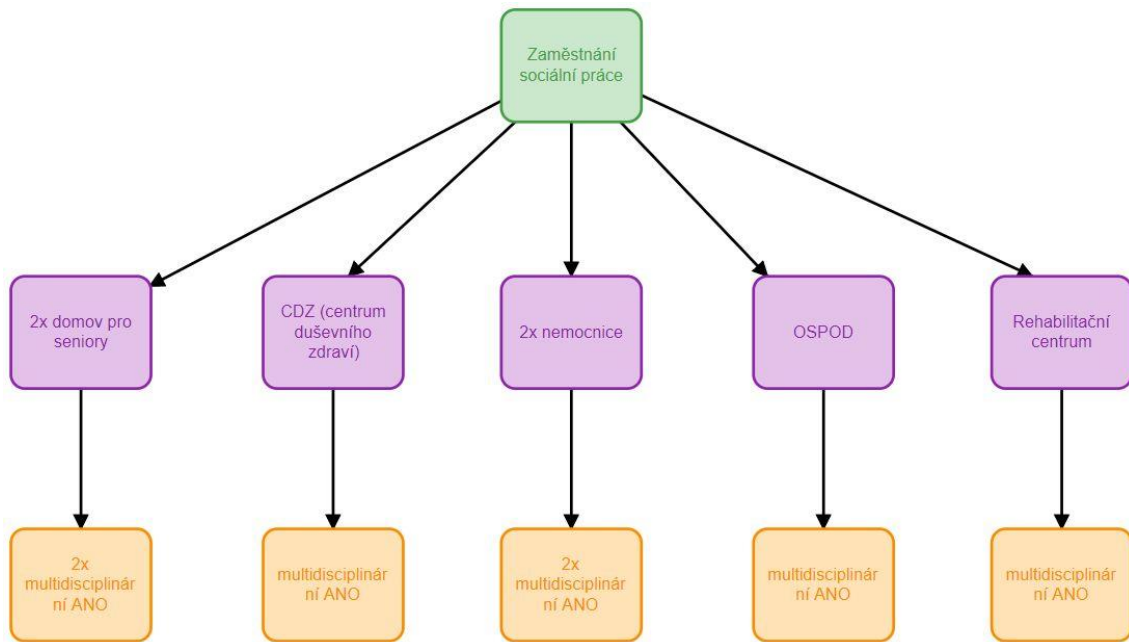 Zaměstnání
sociální práce
2x domov pro
seniory
CDZ (centrum
duševního
zdraví)
2x nemocnice
OSPOD
Rehabilitační
centrum
2x
multidisciplinár
ní ANO
multidisciplinár
ní ANO
2x
multidisciplinár
ní ANO
multidisciplinár
ní ANO
multidisciplinár
ní ANO